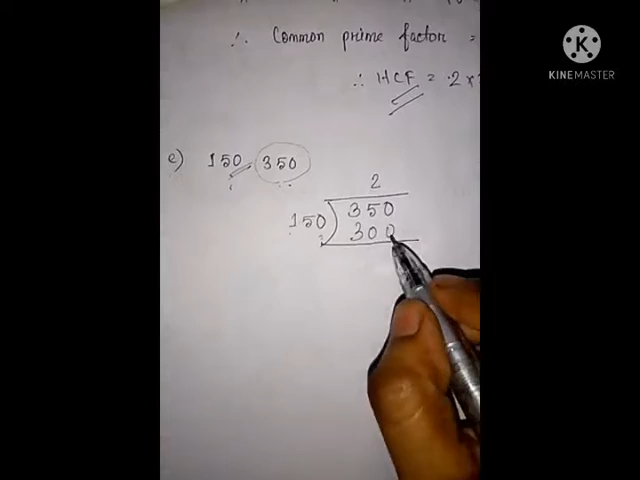 ∴ Common prime factor =
∴ HCF = 2 ×
KINEMASTER
e) 150, 350
2
150 ) 350
300